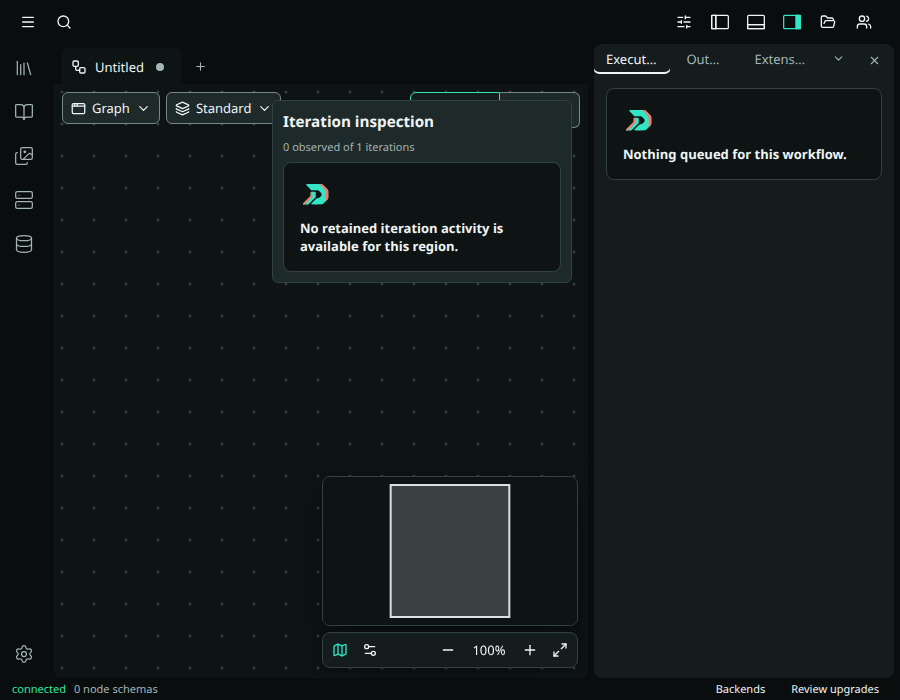 Untitled
Execut...
Out...
Extens...
Graph
Standard
Iteration inspection
0 observed of 1 iterations
No retained iteration activity is
available for this region.
Nothing queued for this workflow.
100%
connected
0 node schemas
Backends
Review upgrades